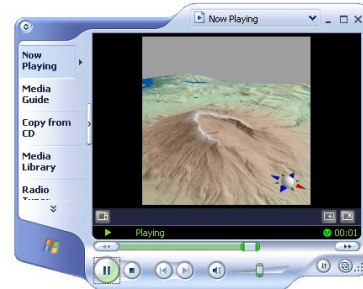 Now Playing
Now
Playing
Media
Guide
Copy from
CD
Media
Library
Radio
Playing
00:01